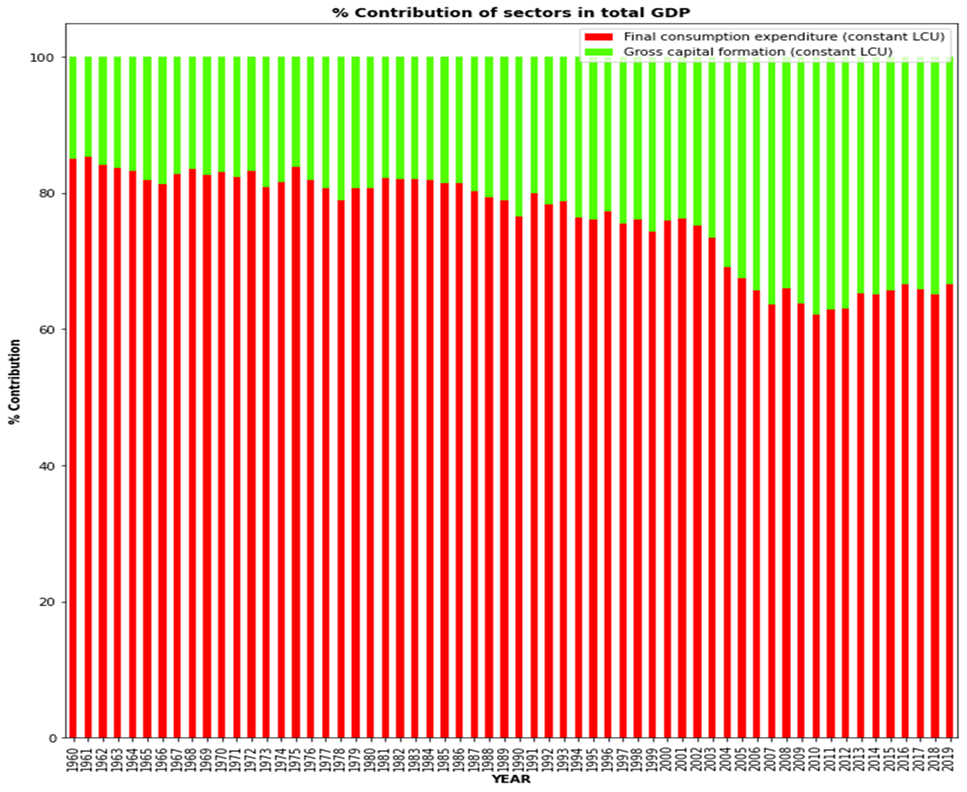 % Contribution of sectors in total GDP
Final consumption expenditure (constant LCU)
Gross capital formation (constant LCU)
100
80
60
40
20
0
% Contribution
1960 1961 1962 1963 1964 1965 1966 1967 1968 1969 1970 1971 1972 1973 1974 1975 1976 1977 1978 1979 1980 1981 1982 1983 1984 1985 1986 1987 1988 1989 1990 1991 1992 1993 1994 1995 1996 1997 1998 1999 2000 2001 2002 2003 2004 2005 2006 2007 2008 2009 2010 2011 2012 2013 2014 2015 2016 2017 2018 2019
YEAR